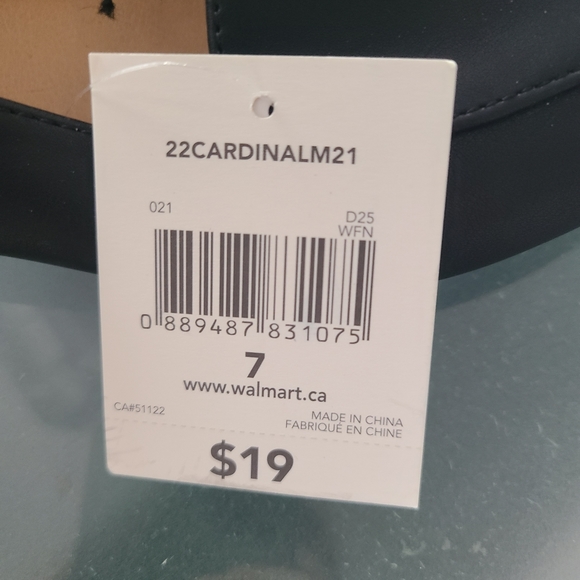 22CARDINALM21
021
D25
WFN
0 889487 831075
7
www.walmart.ca
CA#51122
MADE IN CHINA
FABRIQUÉ EN CHINE
$19